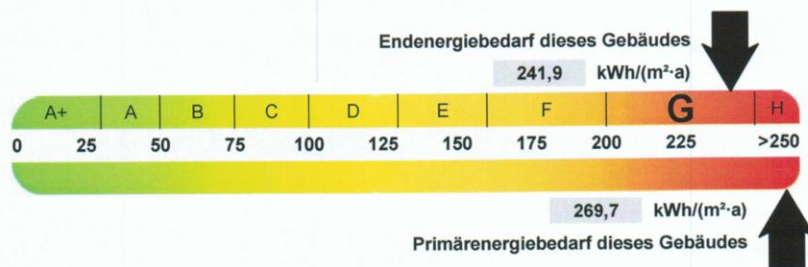 Endenergiebedarf dieses Gebäudes
241,9 kWh/(m²·a)
A+ A B C D E F G H
0 25 50 75 100 125 150 175 200 225 >250
269,7 kWh/(m²·a)
Primärenergiebedarf dieses Gebäudes